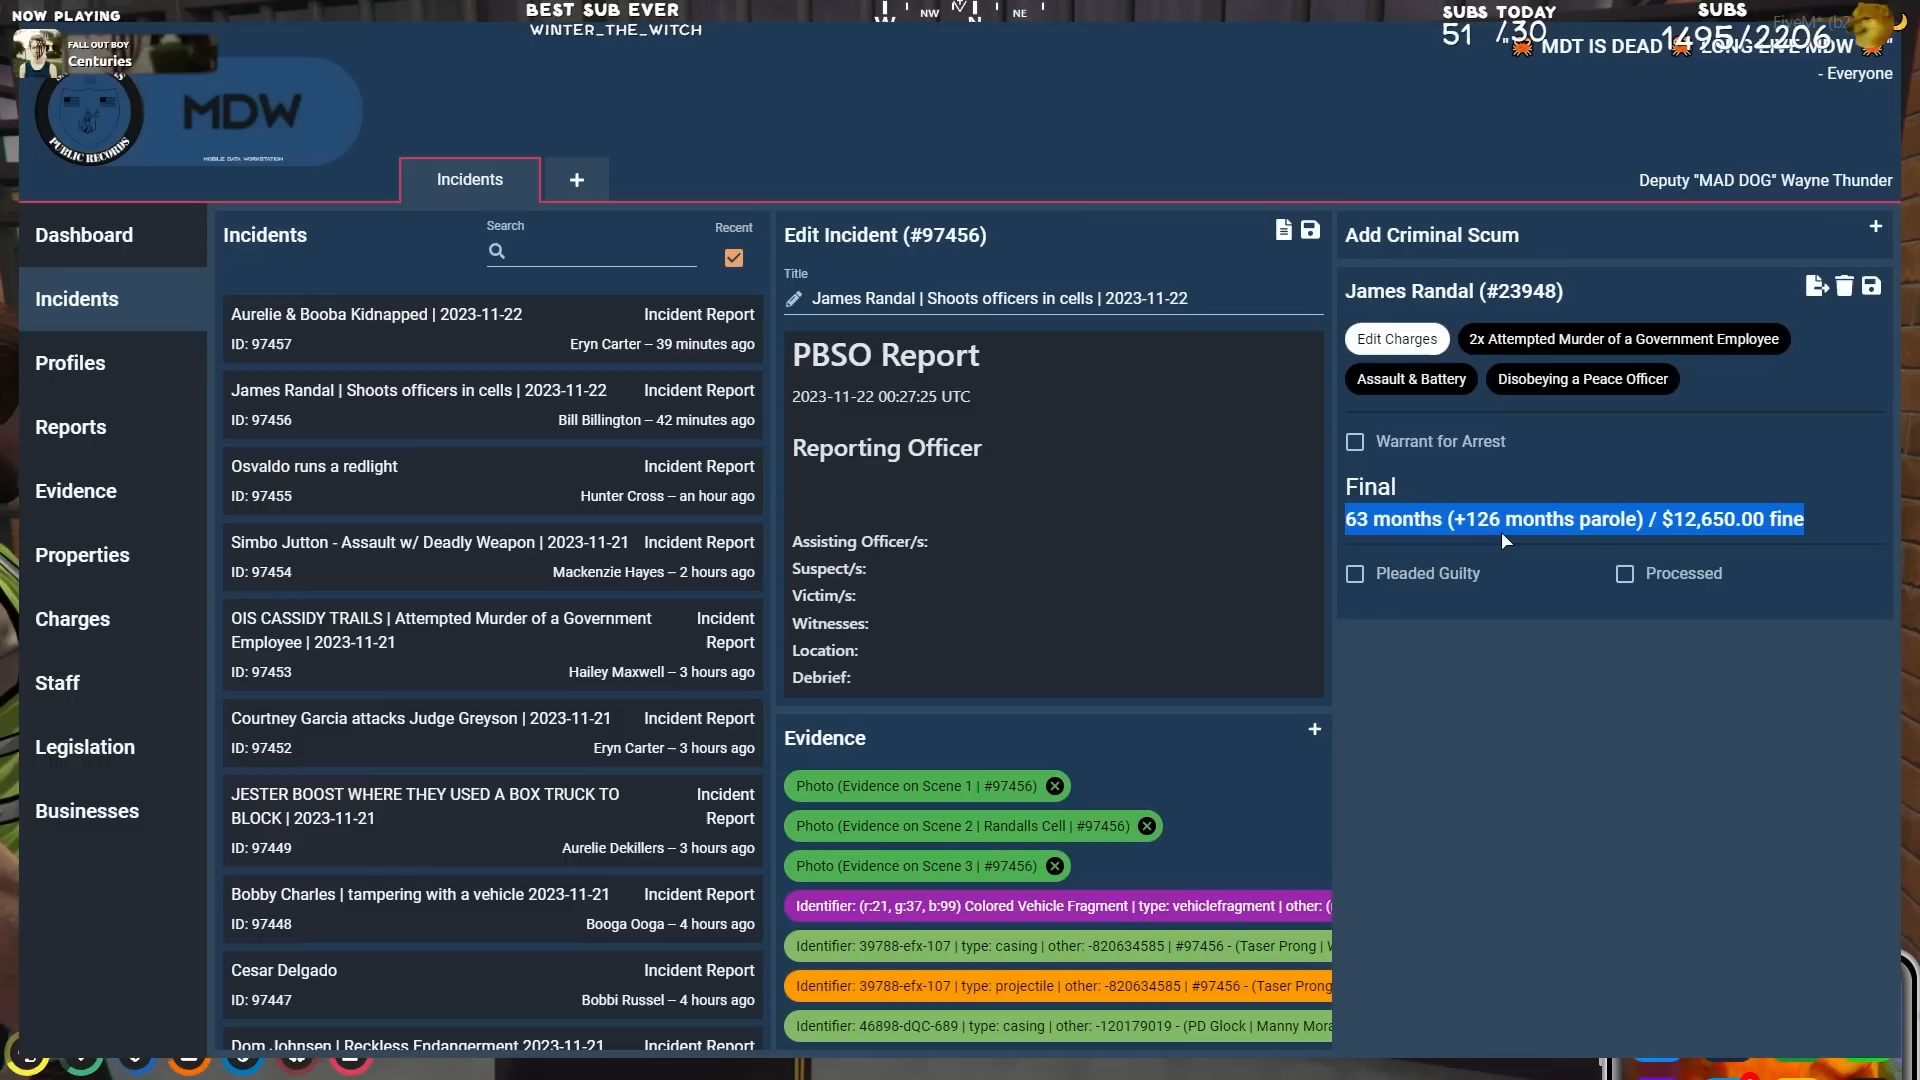 NOW PLAYING
FALL OUT BOY
Centuries
BEST SUB EVER
WINTER_THE_WITCH
W NW N NE
SUBS TODAY
51 /30
SUBS
1495/2206
FiveM® (b2
" MDT IS DEAD LONG LIVE MDW "
- Everyone
PUBLIC RECORDS
MDW
MOBILE DATA WORKSTATION
Incidents
+
Deputy "MAD DOG" Wayne Thunder
Dashboard
Incidents
Profiles
Reports
Evidence
Properties
Charges
Staff
Legislation
Businesses
Incidents
Search
Recent
Aurelie & Booba Kidnapped | 2023-11-22 Incident Report
ID: 97457 Eryn Carter – 39 minutes ago
James Randal | Shoots officers in cells | 2023-11-22 Incident Report
ID: 97456 Bill Billington – 42 minutes ago
Osvaldo runs a redlight Incident Report
ID: 97455 Hunter Cross – an hour ago
Simbo Jutton - Assault w/ Deadly Weapon | 2023-11-21 Incident Report
ID: 97454 Mackenzie Hayes – 2 hours ago
OIS CASSIDY TRAILS | Attempted Murder of a Government Incident
Employee | 2023-11-21 Report
ID: 97453 Hailey Maxwell – 3 hours ago
Courtney Garcia attacks Judge Greyson | 2023-11-21 Incident Report
ID: 97452 Eryn Carter – 3 hours ago
JESTER BOOST WHERE THEY USED A BOX TRUCK TO Incident
BLOCK | 2023-11-21 Report
ID: 97449 Aurelie Dekillers – 3 hours ago
Bobby Charles | tampering with a vehicle 2023-11-21 Incident Report
ID: 97448 Booga Ooga – 4 hours ago
Cesar Delgado Incident Report
ID: 97447 Bobbi Russel – 4 hours ago
Dom Johnsen | Reckless Endangerment 2023-11-21 Incident Report
Edit Incident (#97456)
Title
James Randal | Shoots officers in cells | 2023-11-22
PBSO Report
2023-11-22 00:27:25 UTC
Reporting Officer
Assisting Officer/s:
Suspect/s:
Victim/s:
Witnesses:
Location:
Debrief:
Evidence
+
Photo (Evidence on Scene 1 | #97456)
Photo (Evidence on Scene 2 | Randalls Cell | #97456)
Photo (Evidence on Scene 3 | #97456)
Identifier: (r:21, g:37, b:99) Colored Vehicle Fragment | type: vehiclefragment | other: (
Identifier: 39788-efx-107 | type: casing | other: -820634585 | #97456 - (Taser Prong |
Identifier: 39788-efx-107 | type: projectile | other: -820634585 | #97456 - (Taser Prong
Identifier: 46898-dQC-689 | type: casing | other: -120179019 - (PD Glock | Manny Mora
Add Criminal Scum
+
James Randal (#23948)
Edit Charges 2x Attempted Murder of a Government Employee
Assault & Battery Disobeying a Peace Officer
Warrant for Arrest
Final
63 months (+126 months parole) / $12,650.00 fine
Pleaded Guilty Processed